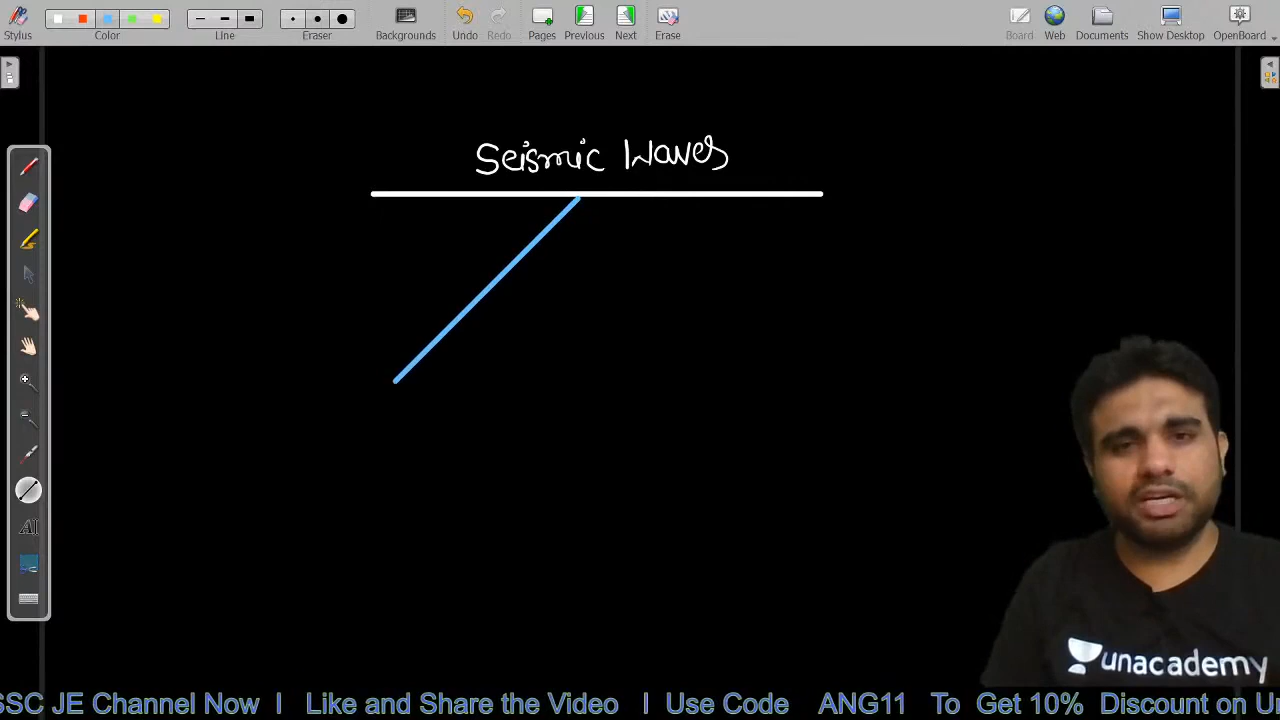 Stylus Color Line Eraser Backgrounds Undo Redo Pages Previous Next Erase Board Web Documents Show Desktop OpenBoard
Seismic Waves
AI
unacademy
SSC JE Channel Now I Like and Share the Video I Use Code ANG11 To Get 10% Discount on